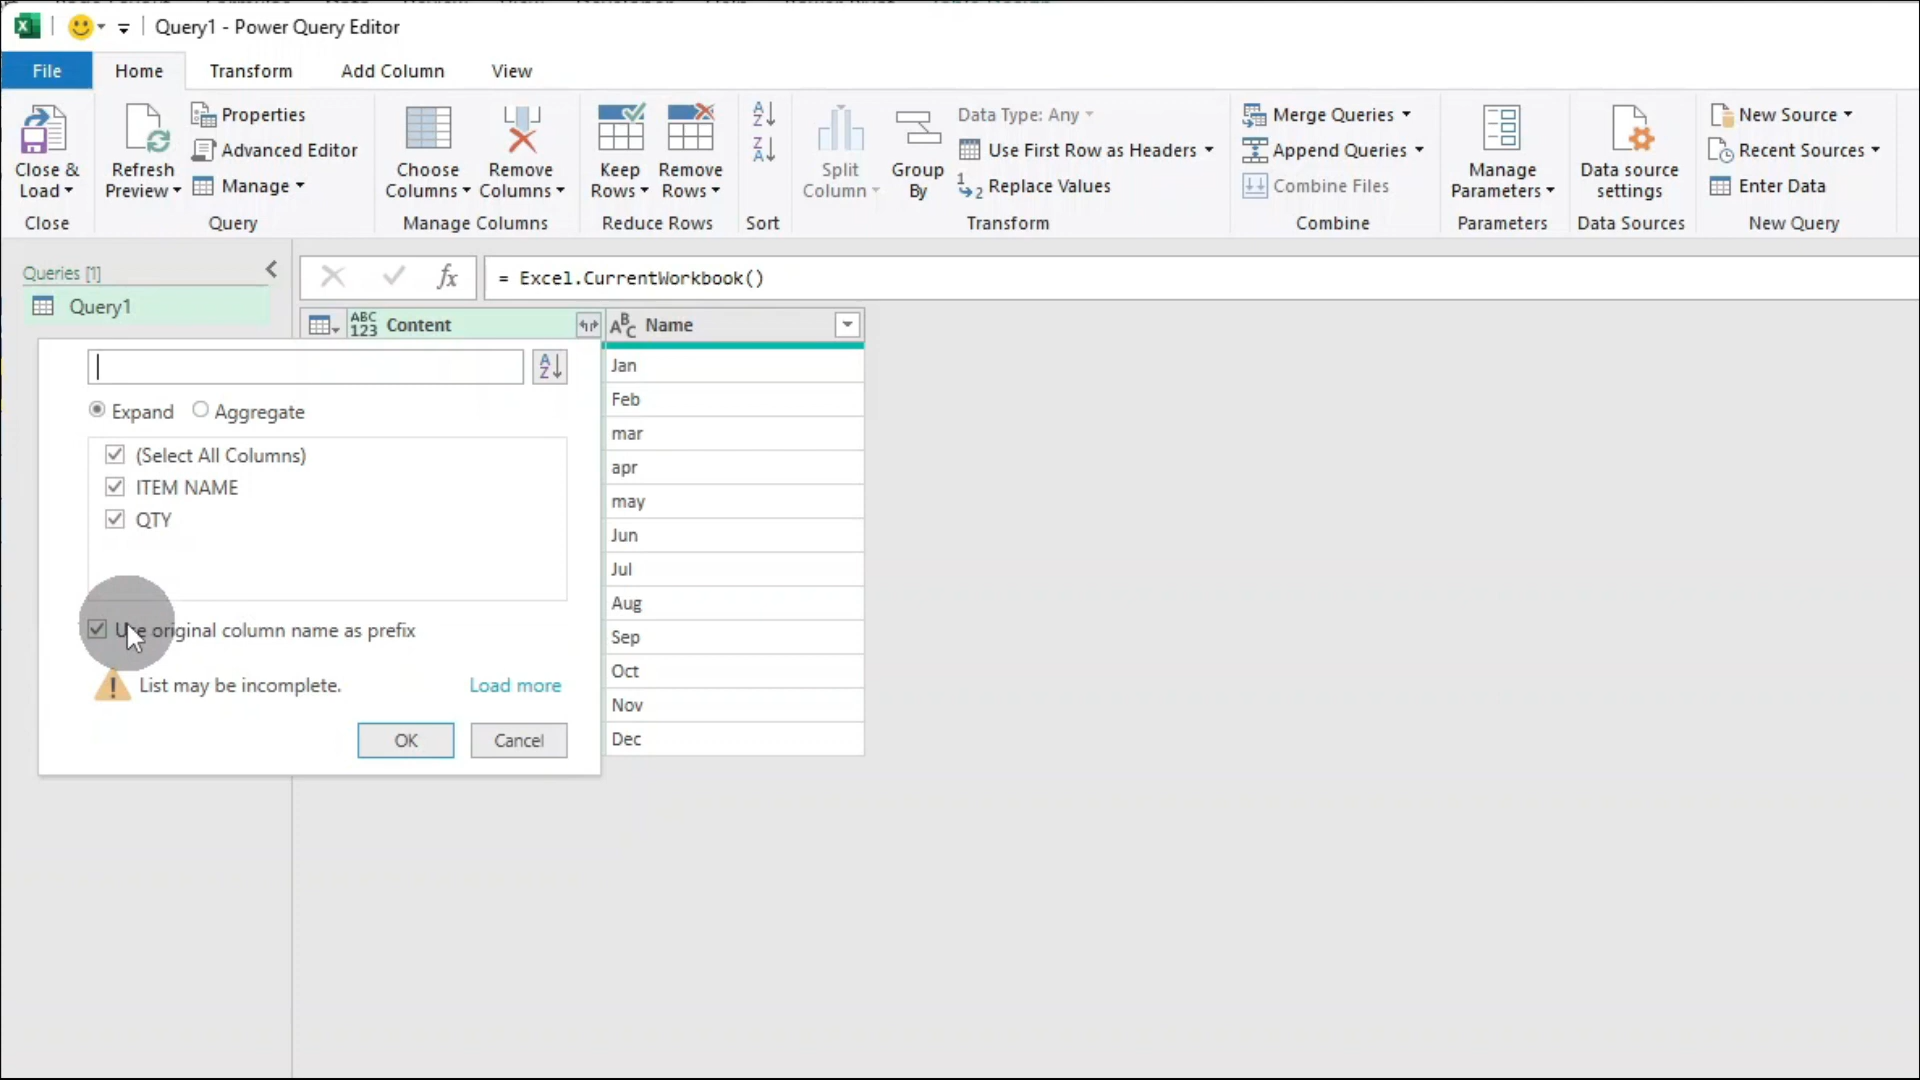 Query1 - Power Query Editor
File Home Transform Add Column View
Close & Load
Refresh Preview
Properties
Advanced Editor
Manage
Choose Columns
Remove Columns
Keep Rows
Remove Rows
Split Column
Group By
Data Type: Any
Use First Row as Headers
Replace Values
Merge Queries
Append Queries
Combine Files
Manage Parameters
Data source settings
New Source
Recent Sources
Enter Data
Close Query Manage Columns Reduce Rows Sort Transform Combine Parameters Data Sources New Query
Queries [1]
Query1
fx = Excel.CurrentWorkbook()
ABC 123 Content ABC Name
Expand Aggregate
(Select All Columns)
ITEM NAME
QTY
Use original column name as prefix
List may be incomplete. Load more
OK Cancel
Jan
Feb
mar
apr
may
Jun
Jul
Aug
Sep
Oct
Nov
Dec